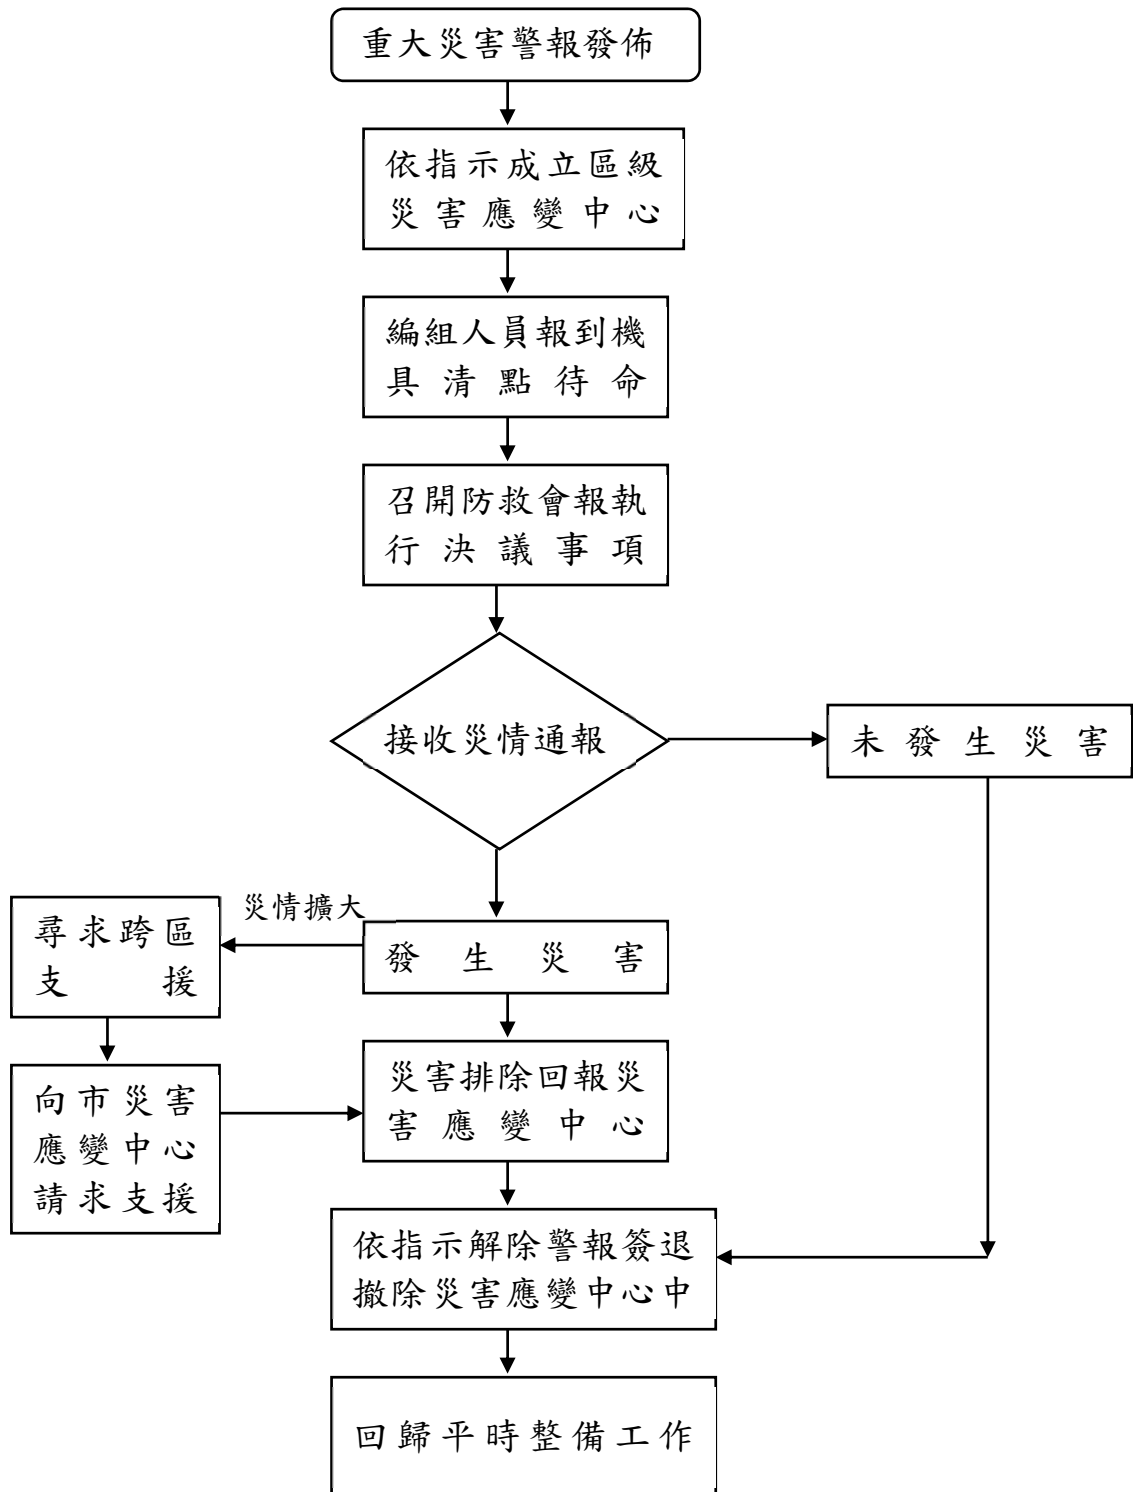 重大災害警報發佈
依指示成立區級
災害應變中心
編組人員報到機
具清點待命
召開防救會報執
行決議事項
接收災情通報
未發生災害
災情擴大
尋求跨區
支援
發生災害
向市災害
應變中心
請求支援
災害排除回報災
害應變中心
依指示解除警報簽退
撤除災害應變中心中
回歸平時整備工作